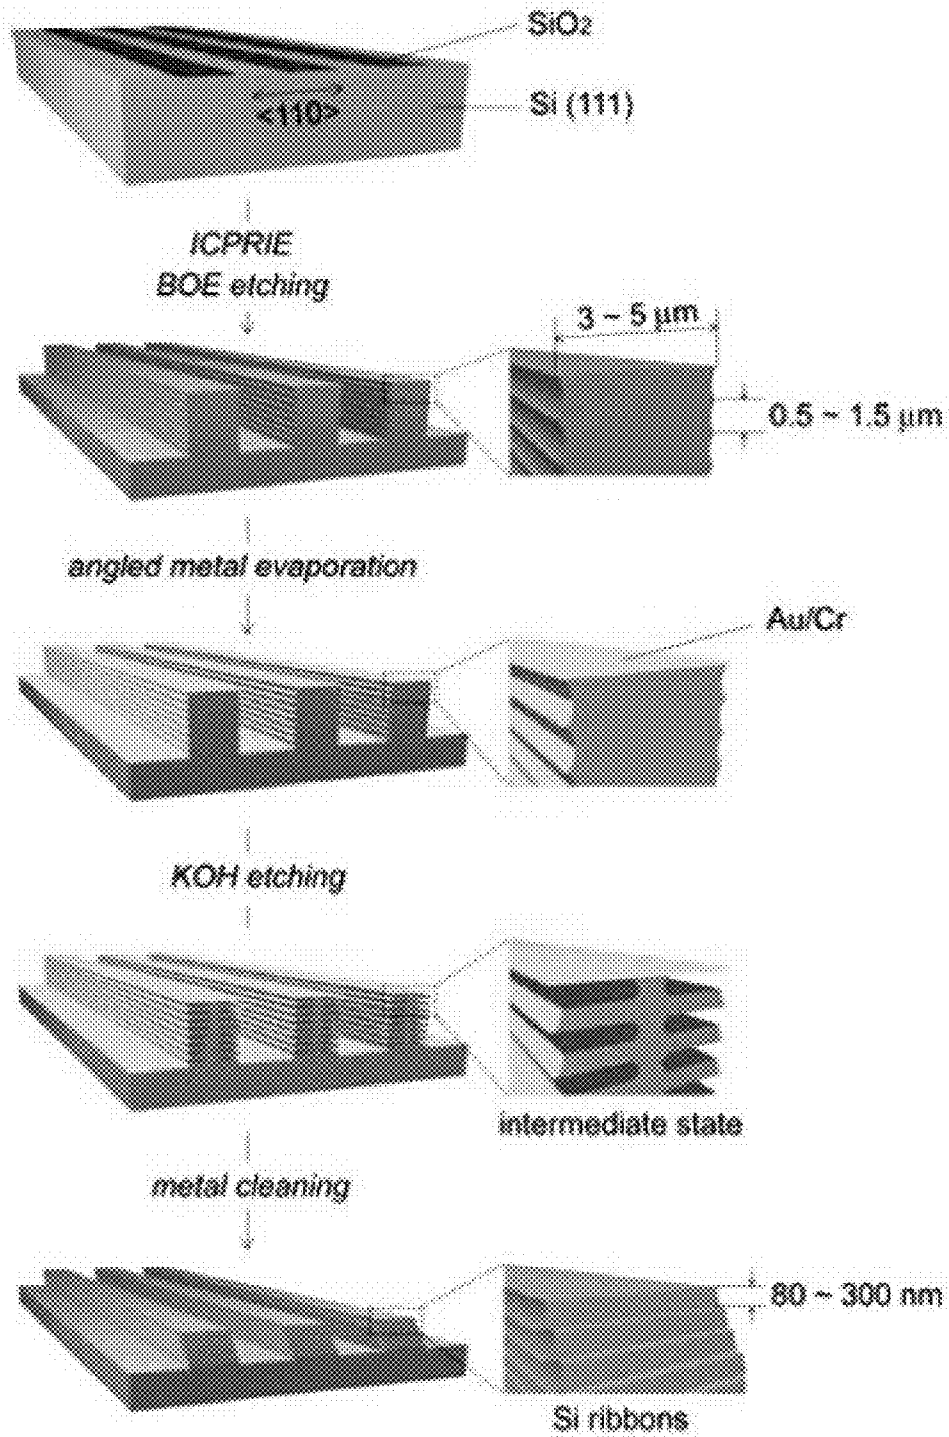 SiO2
<110>
Si (111)
ICPRIE
BOE etching
3 ~ 5 μm
0.5 ~ 1.5 μm
angled metal evaporation
Au/Cr
KOH etching
intermediate state
metal cleaning
80 ~ 300 nm
Si ribbons